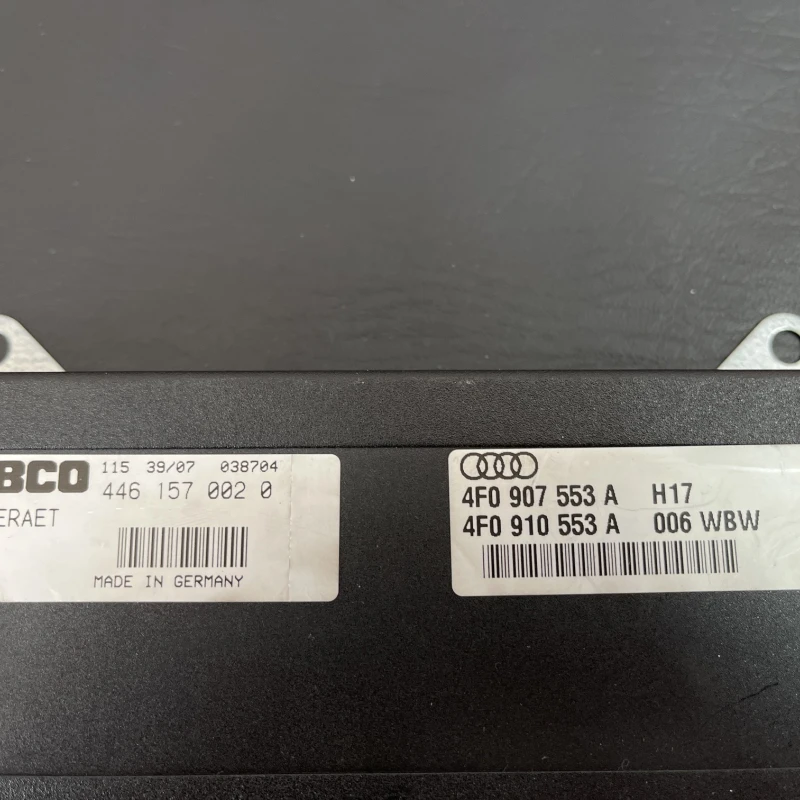 BCO 115 39/07 038704
446 157 002 0
ERAET
MADE IN GERMANY
4F0 907 553 A H17
4F0 910 553 A 006 WBW